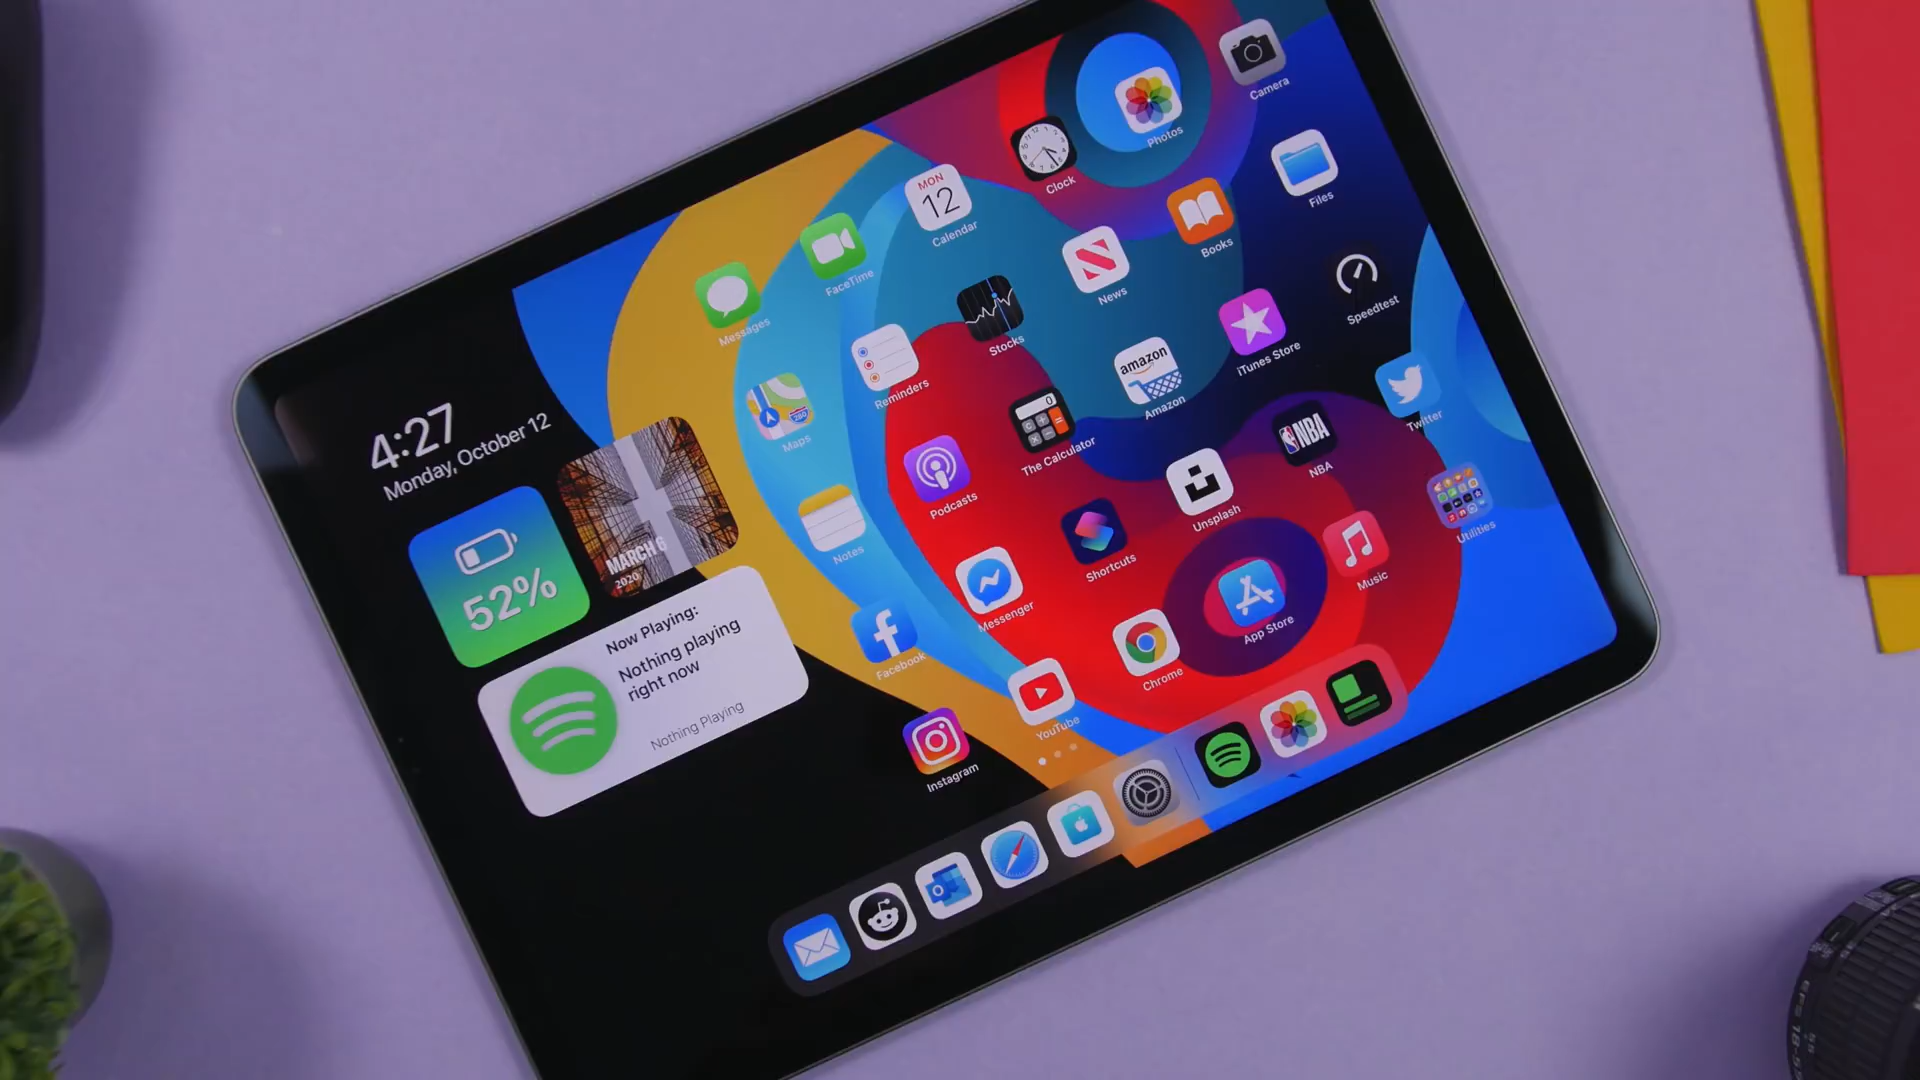 4:27
Monday, October 12
52%
MARCH 6
2020
Now Playing:
Nothing playing
right now
Nothing Playing
Messages
FaceTime
MON
12
Calendar
Clock
Photos
Camera
Maps
280
Reminders
Stocks
News
Books
Files
Notes
Podcasts
0
The Calculator
amazon
Amazon
iTunes Store
Speedtest
Facebook
Messenger
Shortcuts
Unsplash
NBA
NBA
Twitter
Instagram
YouTube
Chrome
App Store
Music
Utilities